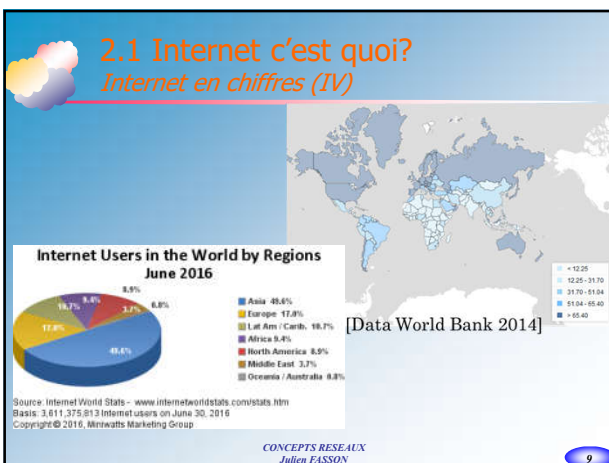 2.1 Internet c’est quoi?
Internet en chiffres (IV)
< 12.25
12.25 - 31.70
31.70 - 51.04
51.04 - 65.40
> 65.40
[Data World Bank 2014]
Internet Users in the World by Regions
June 2016
8.9%
9.4%
10.7%
3.7%
0.8%
17.0%
49.6%
Asia 49.6%
Europe 17.0%
Lat Am / Carib. 10.7%
Africa 9.4%
North America 8.9%
Middle East 3.7%
Oceania / Australia 0.8%
Source: Internet World Stats - www.internetworldstats.com/stats.htm
Basis: 3,611,375,813 Internet users on June 30, 2016
Copyright © 2016, Miniwatts Marketing Group
CONCEPTS RESEAUX
Julien FASSON
9